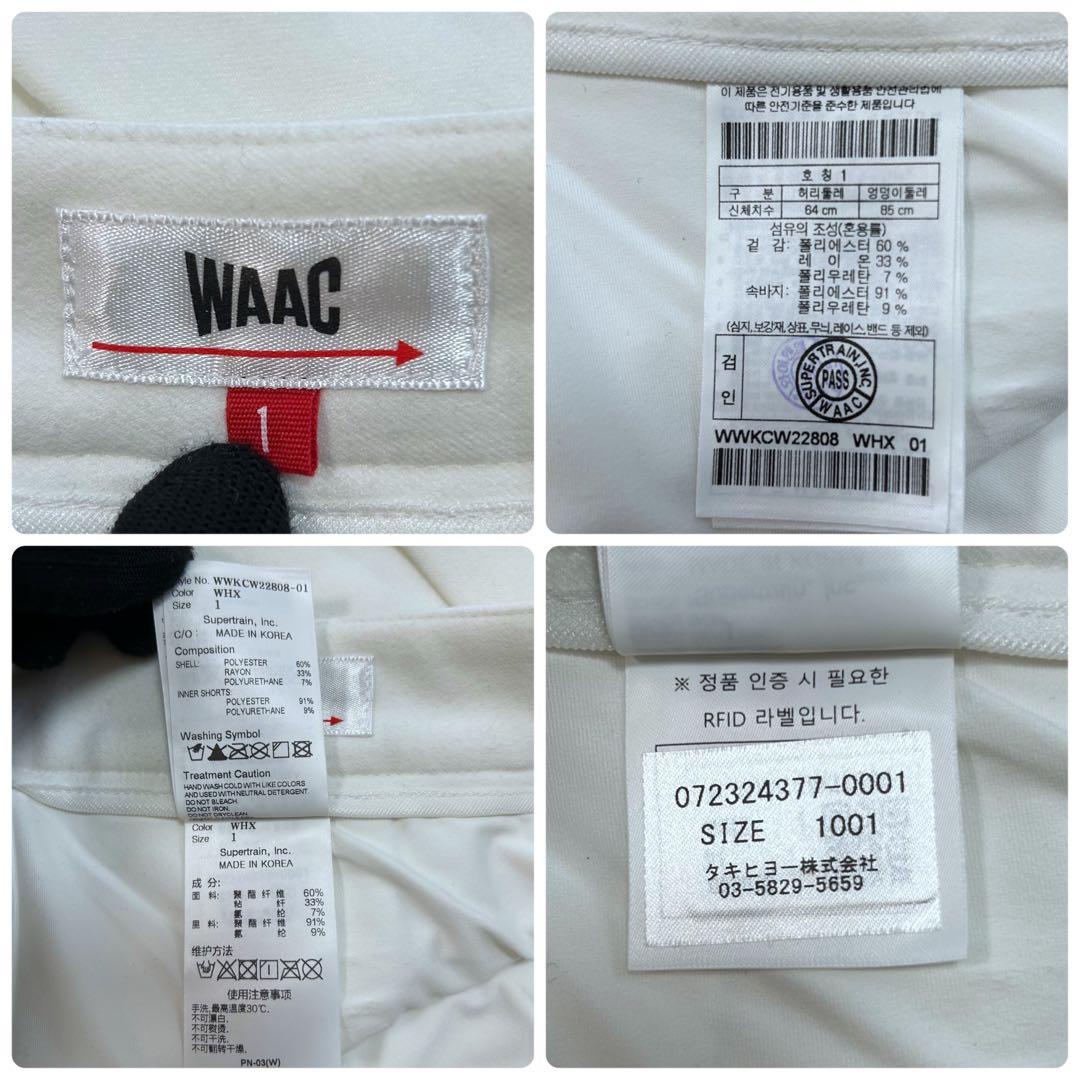 WAAC
1
이 제품은 전기용품 및 생활용품 안전관리법에
따른 안전기준을 준수한 제품입니다
호 칭 1
구 분 허리둘레 엉덩이둘레
신체치수 64 cm 85 cm
섬유의 조성(혼용률)
겉 감: 폴리에스터 60 %
레 이 온 33 %
폴리우레탄 7 %
속바지: 폴리에스터 91 %
폴리우레탄 9 %
(심지,보강재,상표,무늬,레이스 밴드 등 제외)
검
인
SUPERTRAIN,INC.
PASS
WAAC
WWKCW22808 WHX 01
yle No. WWKCW22808-01
Color WHX
Size 1
Supertrain, Inc.
C/O : MADE IN KOREA
Composition
SHELL: POLYESTER 60%
RAYON 33%
POLYURETHANE 7%
INNER SHORTS:
POLYESTER 91%
POLYURETHANE 9%
Washing Symbol
Treatment Caution
HAND WASH COLD WITH LIKE COLORS
AND USED WITH NEUTRAL DETERGENT
DO NOT BLEACH
DO NOT IRON
DO NOT DRYCLEAN
Color WHX
Size 1
Supertrain, Inc.
MADE IN KOREA
成 分:
面 料: 聚 酯 纤 维 60%
粘 纤 33%
氨 纶 7%
里 料: 聚 酯 纤 维 91%
氨 纶 9%
维护方法
使用注意事项
手洗,最高温度30℃.
不可漂白.
不可熨烫.
不可干洗.
不可翻转干燥.
PN-03(W)
※ 정품 인증 시 필요한
RFID 라벨입니다.
072324377-0001
SIZE 1001
タキヒヨー株式会社
03-5829-5659